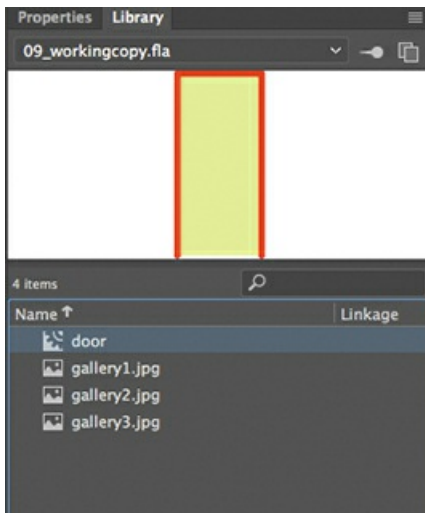 Properties Library
09_workingcopy.fla
4 items
Name Linkage
door
gallery1.jpg
gallery2.jpg
gallery3.jpg